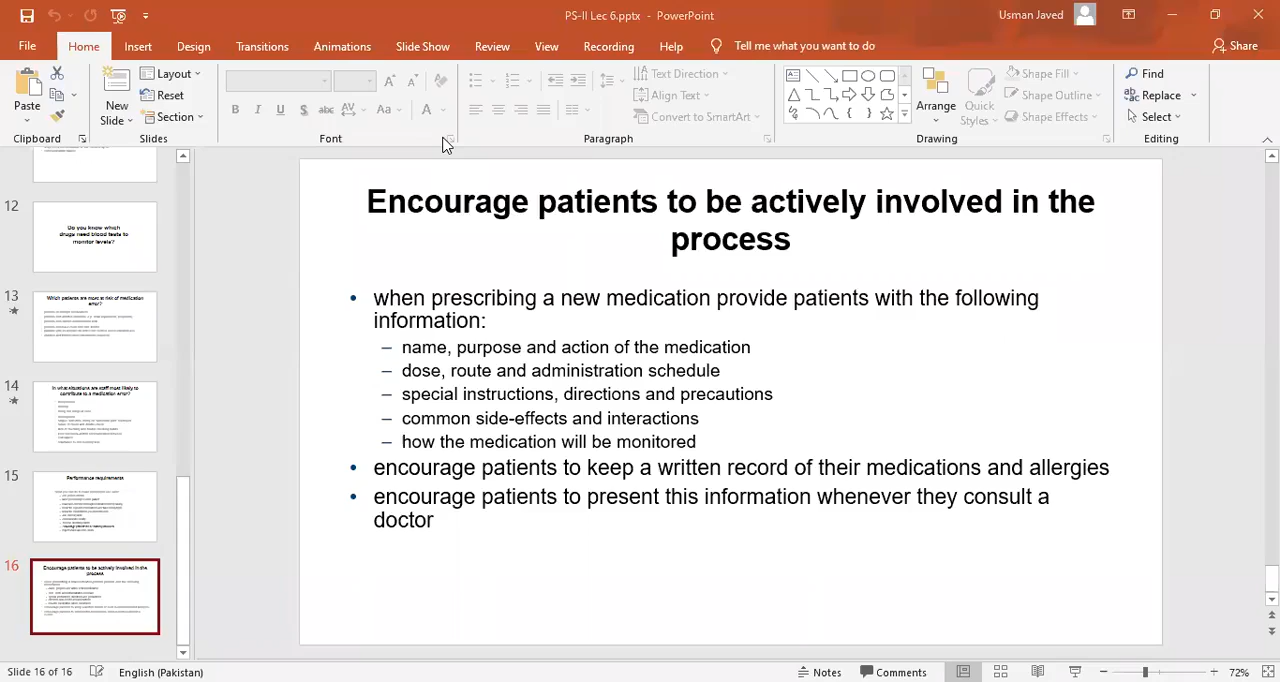 PS-II Lec 6.pptx - PowerPoint
Usman Javed
File Home Insert Design Transitions Animations Slide Show Review View Recording Help Tell me what you want to do Share
Paste
Clipboard
New Slide
Layout
Reset
Section
Slides
B I U S abc AV Aa A
Font
Text Direction
Align Text
Convert to SmartArt
Paragraph
Arrange
Quick Styles
Shape Fill
Shape Outline
Shape Effects
Drawing
Find
Replace
Select
Editing
12
Do you know which
drugs need blood tests to
monitor levels?
13
Which patients are most at risk of medication
error?
14
In what situations are staff most likely to
contribute to a medication error?
15
Performance requirements
16
Encourage patients to be actively involved in the
process
Encourage patients to be actively involved in the
process
• when prescribing a new medication provide patients with the following
information:
– name, purpose and action of the medication
– dose, route and administration schedule
– special instructions, directions and precautions
– common side-effects and interactions
– how the medication will be monitored
• encourage patients to keep a written record of their medications and allergies
• encourage patients to present this information whenever they consult a
doctor
Slide 16 of 16 English (Pakistan) Notes Comments 72%